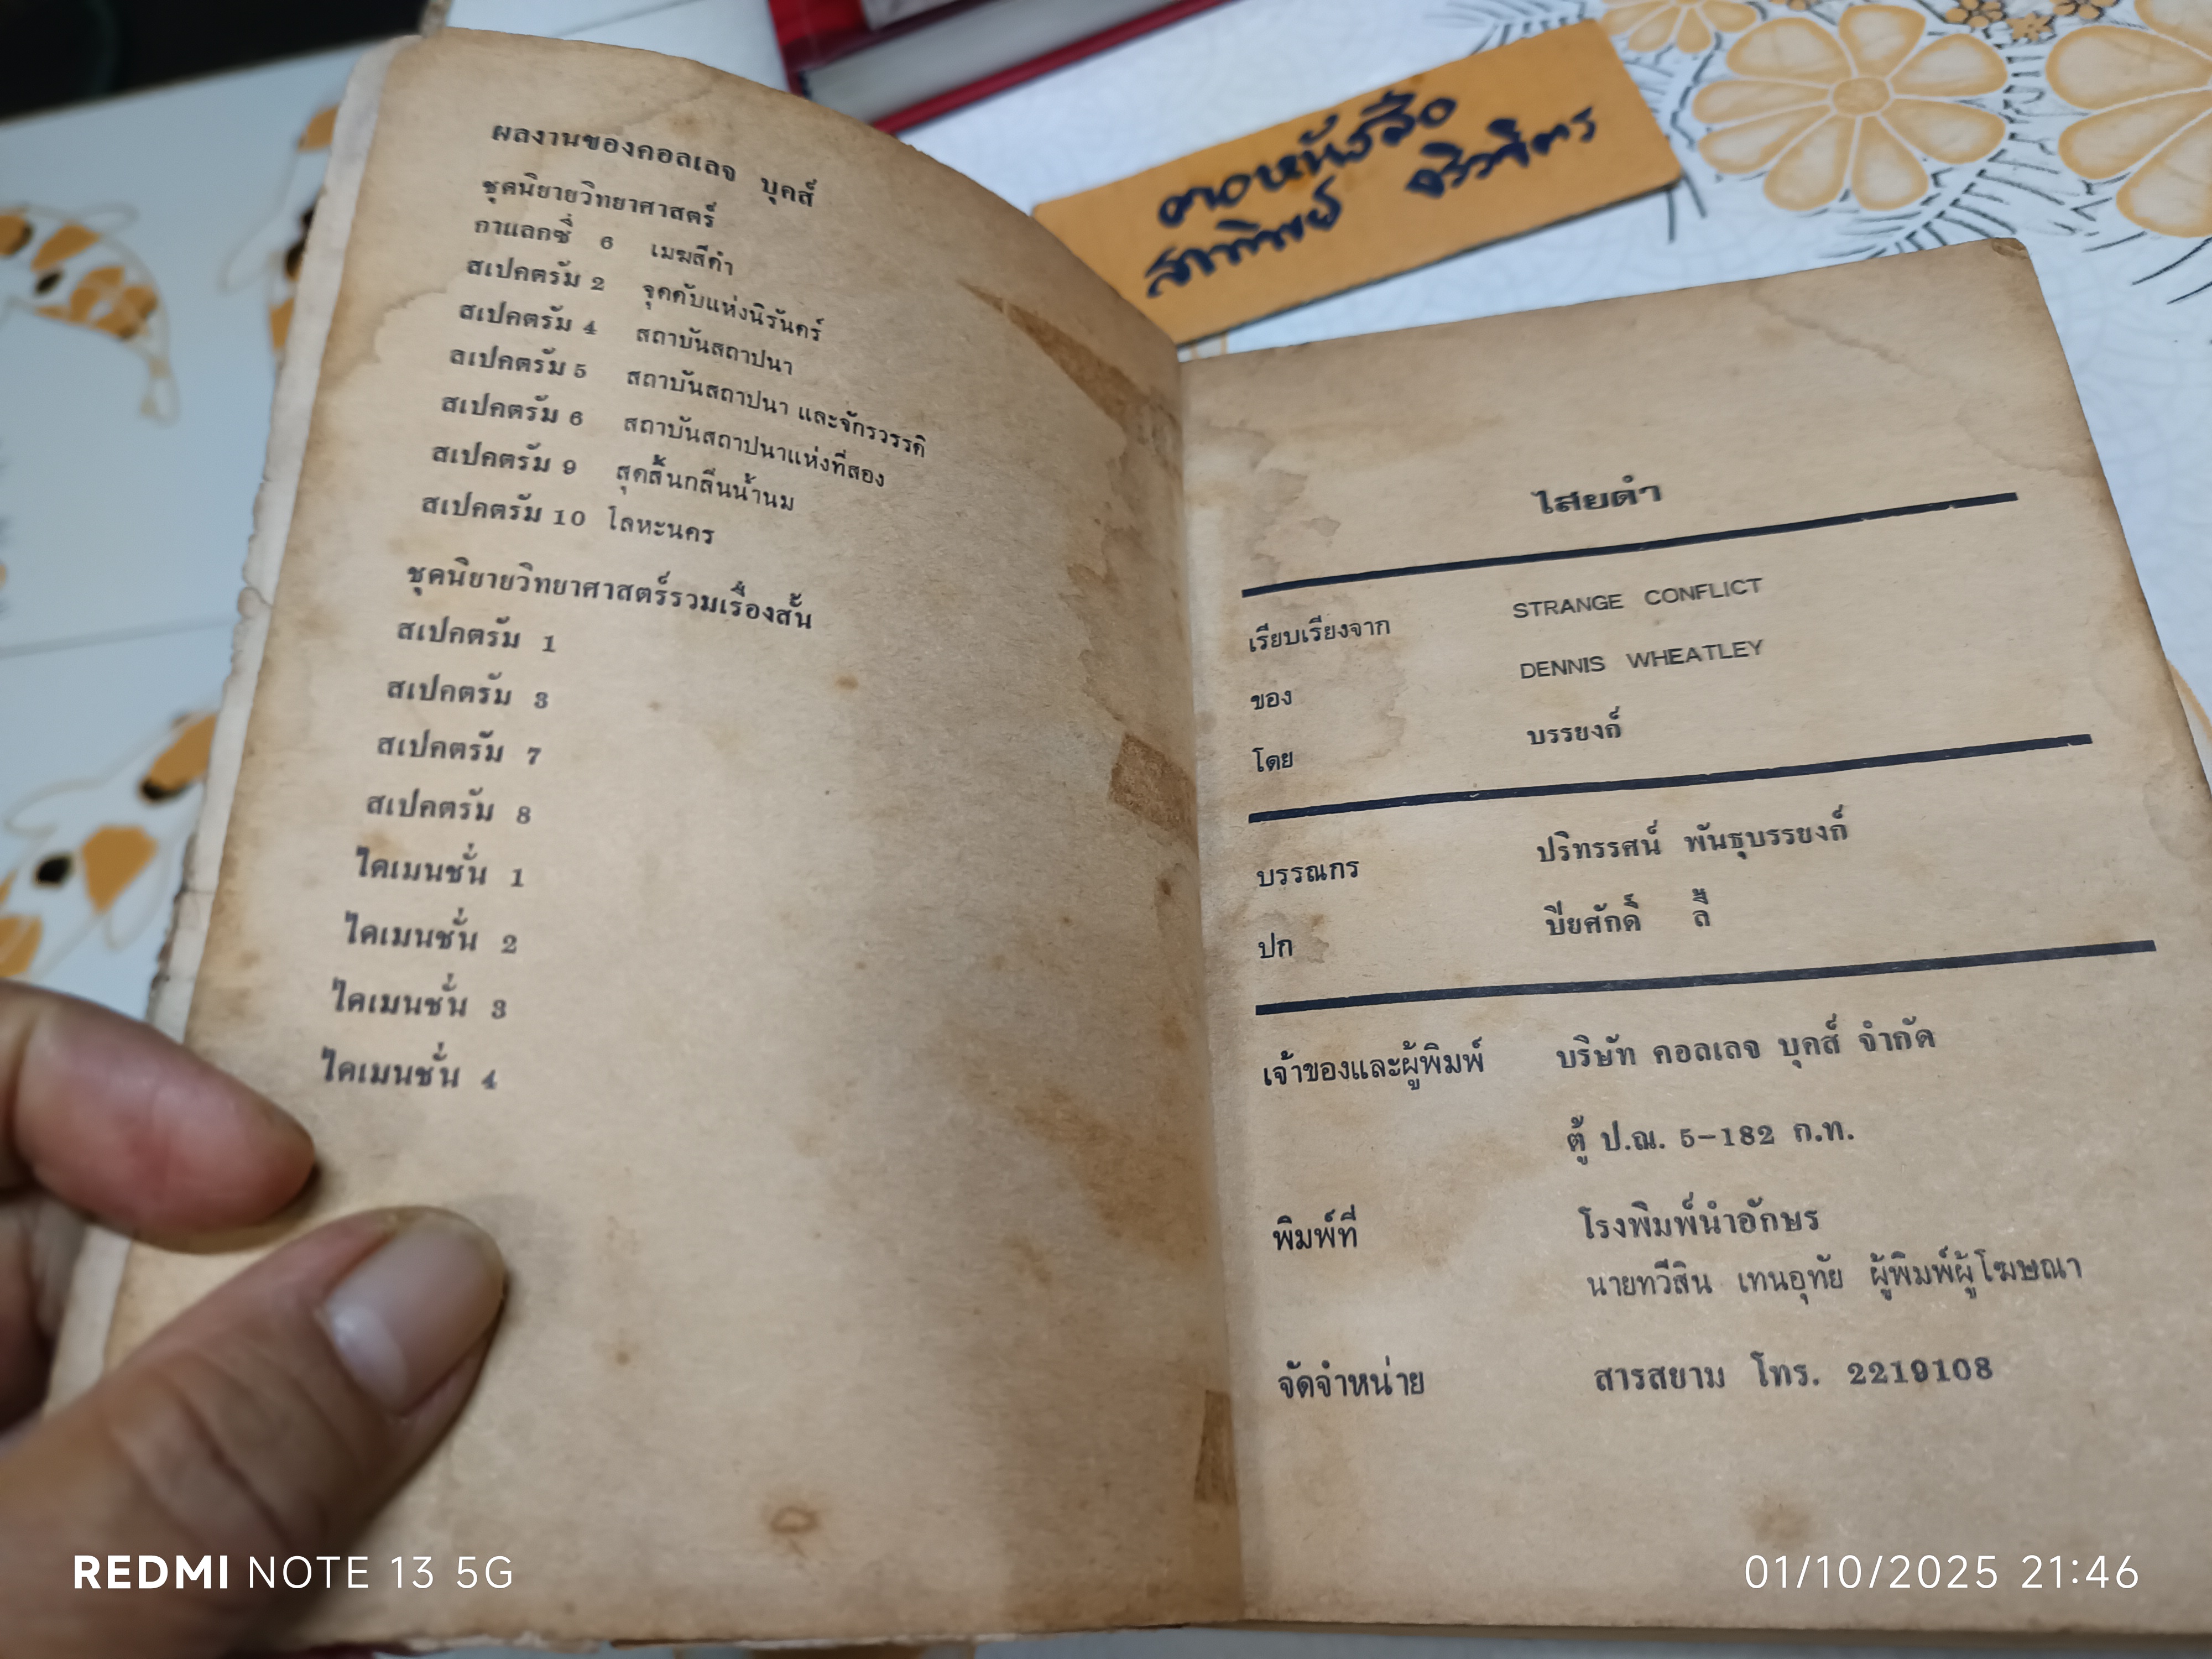 ผลงานของคอลเลจ บุคส์
ชุดนิยายวิทยาศาสตร์
กาแลกซี่ 6 เมฆสีดำ
สเปคตรัม 2 จุดดับแห่งนิรันดร์
สเปคตรัม 4 สถาบันสถาปนา
ลเปคตรัม 5 สถาบันสถาปนา และจักรวรรดิ
สเปคตรัม 6 สถาบันสถาปนาแห่งที่สอง
สเปคตรัม 9 สุดสิ้นกลิ่นน้ำนม
สเปคตรัม 10 โลหะนคร
ชุดนิยายวิทยาศาสตร์รวมเรื่องสั้น
สเปคตรัม 1
สเปคตรัม 3
สเปคตรัม 7
สเปคตรัม 8
ไดเมนชั่น 1
ไดเมนชั่น 2
ไดเมนชั่น 3
ไดเมนชั่น 4
คอหนังสือ
สาทิพย์ จริวจิตร
ไสยดำ
เรียบเรียงจาก STRANGE CONFLICT
ของ DENNIS WHEATLEY
โดย บรรยงก์
บรรณกร ปริทรรศน์ พันธุบรรยงก์
ปก ปิยศักดิ์ ลี้
เจ้าของและผู้พิมพ์ บริษัท คอลเลจ บุคส์ จำกัด
ตู้ ป.ณ. 5-182 ก.ท.
พิมพ์ที่ โรงพิมพ์นำอักษร
นายทวีสิน เทนอุทัย ผู้พิมพ์ผู้โฆษณา
จัดจำหน่าย สารสยาม โทร. 2219108
REDMI NOTE 13 5G
01/10/2025 21:46